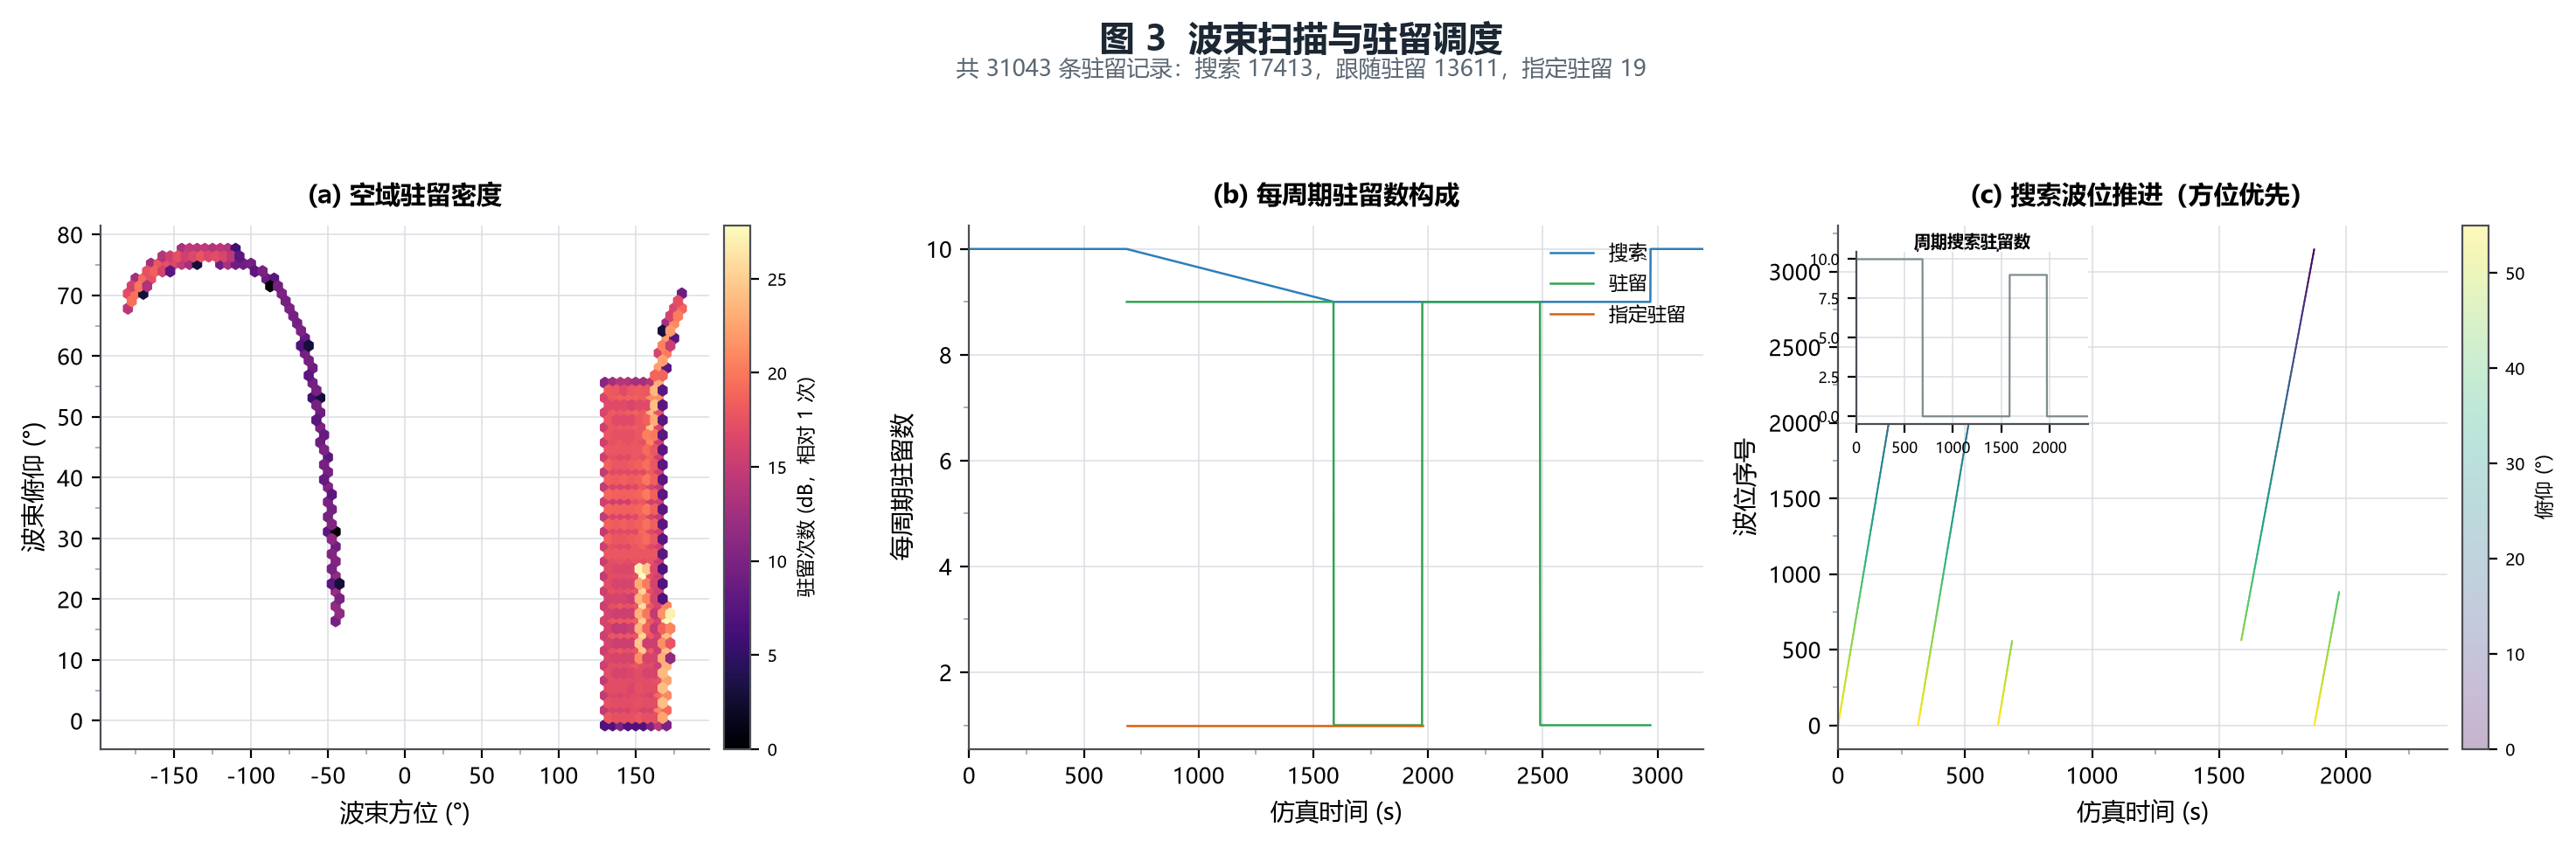 图 3 波束扫描与驻留调度
共 31043 条驻留记录：搜索 17413，跟随驻留 13611，指定驻留 19
(a) 空域驻留密度
80
70
60
50
40
30
20
10
0
波束俯仰 (°)
-150 -100 -50 0 50 100 150
波束方位 (°)
25
20
15
10
5
0
驻留次数 (dB，相对 1 次)
(b) 每周期驻留数构成
10
8
6
4
2
每周期驻留数
搜索
驻留
指定驻留
0 500 1000 1500 2000 2500 3000
仿真时间 (s)
(c) 搜索波位推进（方位优先）
3000
2500
2000
1500
1000
500
0
波位序号
周期搜索驻留数
10.0
7.5
5.0
2.5
0.0
0 500 1000 1500 2000
0 500 1000 1500 2000
仿真时间 (s)
50
40
30
20
10
0
俯仰 (°)